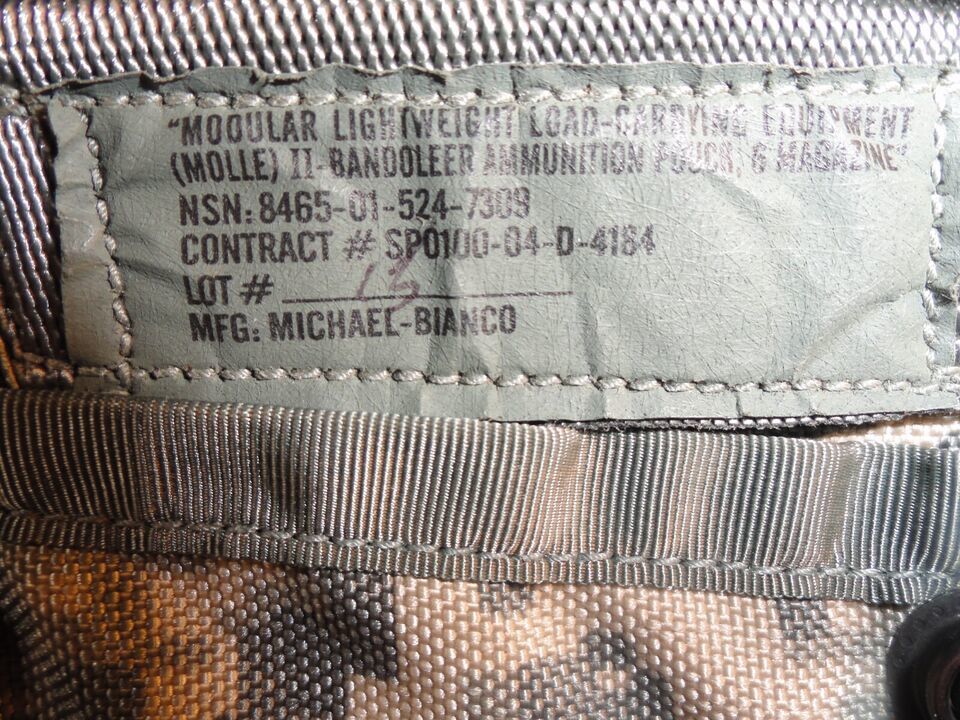 "MODULAR LIGHTWEIGHT LOAD-CARRYING EQUIPMENT
(MOLLE) II-BANDOLEER AMMUNITION POUCH, 6 MAGAZINE"
NSN: 8465-01-524-7309
CONTRACT # SP0100-04-D-4184
LOT # 13
MFG: MICHAEL-BIANCO